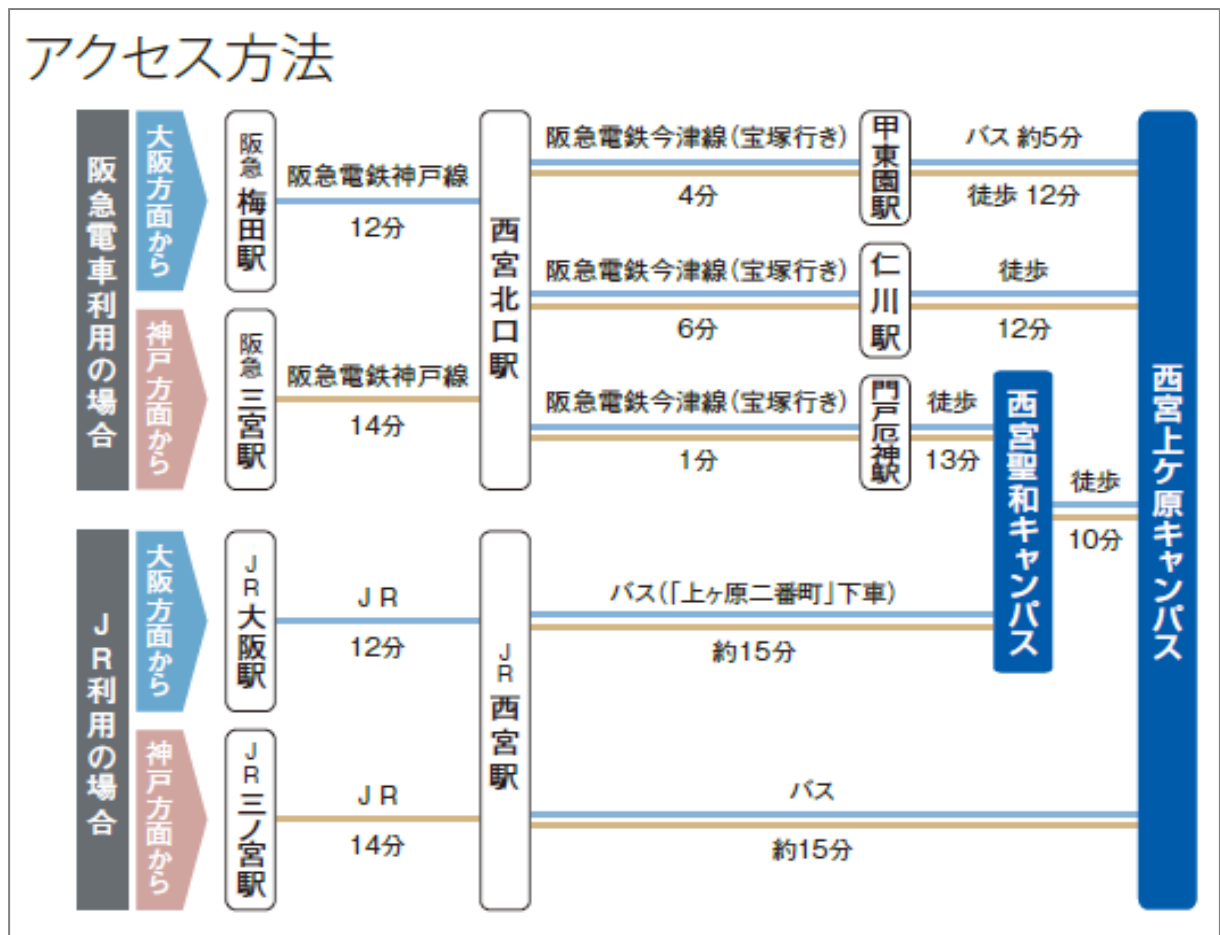 アクセス方法
阪急電車利用の場合
大阪方面から
阪急 梅田駅
阪急電鉄神戸線
12分
神戸方面から
阪急 三宮駅
阪急電鉄神戸線
14分
西宮北口駅
阪急電鉄今津線(宝塚行き)
4分
甲東園駅
バス 約5分
徒歩 12分
阪急電鉄今津線(宝塚行き)
6分
仁川駅
徒歩
12分
阪急電鉄今津線(宝塚行き)
1分
門戸厄神駅
徒歩
13分
西宮聖和キャンパス
徒歩
10分
西宮上ケ原キャンパス
JR利用の場合
大阪方面から
JR 大阪駅
JR
12分
神戸方面から
JR 三ノ宮駅
JR
14分
JR 西宮駅
バス(「上ヶ原二番町」下車)
約15分
バス
約15分